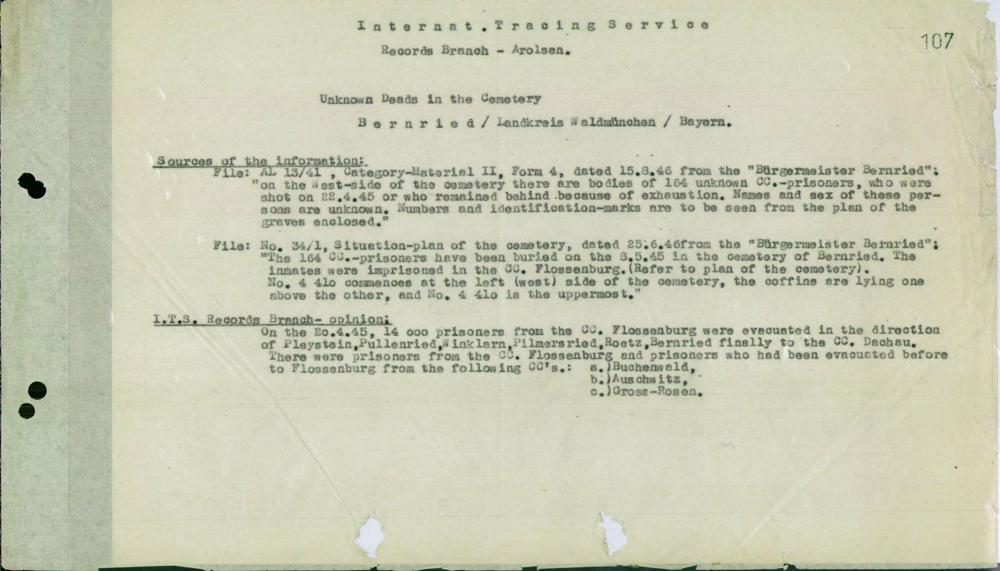 Internat. Tracing Service
107
Records Branch - Arolsen.
Unknown Deads in the Cemetery
Bernried / Landkreis Waldmünchen / Bayern.
Sources of the information:
File: AL 13/41 , Category-Material II, Form 4, dated 15.8.46 from the "Bürgermeister Bernried":
"on the West-side of the cemetery there are bodies of 164 unknown CC.-prisoners, who were
shot on 22.4.45 or who remained behind because of exhaustion. Names and sex of these per-
sons are unknown. Numbers and identification-marks are to be seen from the plan of the
graves enclosed."
File: No. 34/1, Situation-plan of the cemetery, dated 25.6.46from the "Bürgermeister Bernried":
"The 164 CC.-prisoners have been buried on the 8.5.45 in the cemetery of Bernried. The
inmates were imprisoned in the CC. Flossenburg.(Refer to plan of the cemetery).
No. 4 41o commences at the left (west) side of the cemetery, the coffins are lying one
above the other, and No. 4 41o is the uppermost."
I.T.S. Records Branch- opinion:
On the 2o.4.45, 14 ooo prisoners from the CC. Flossenburg were evacuated in the direction
of Pleystein,Pullenried,Winklarn,Pilmersried,Roetz,Bernried finally to the CC. Dachau.
There were prisoners from the CC. Flossenburg and prisoners who had been evacuated before
to Flossenburg from the following CC's.: a.)Buchenwald,
b.)Auschwitz,
c.)Gross-Rosen.